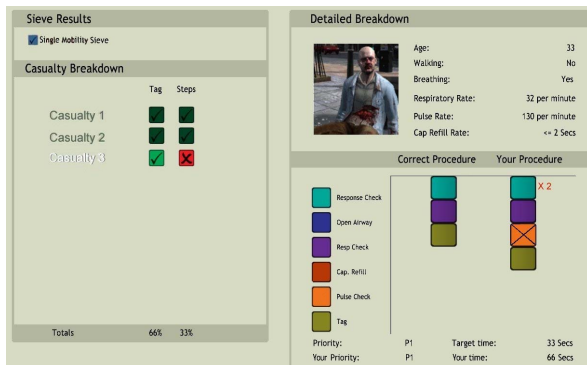 Sieve Results
Single Mobility Sieve
Casualty Breakdown
Tag Steps
Casualty 1
Casualty 2
Casualty 3
Totals 66% 33%
Detailed Breakdown
Age: 33
Walking: No
Breathing: Yes
Respiratory Rate: 32 per minute
Pulse Rate: 130 per minute
Cap Refill Rate: <= 2 Secs
Correct Procedure Your Procedure
Response Check
Open Airway
Resp Check
Cap. Refill
Pulse Check
Tag
X 2
Priority: P1 Target time: 33 Secs
Your Priority: P1 Your time: 66 Secs